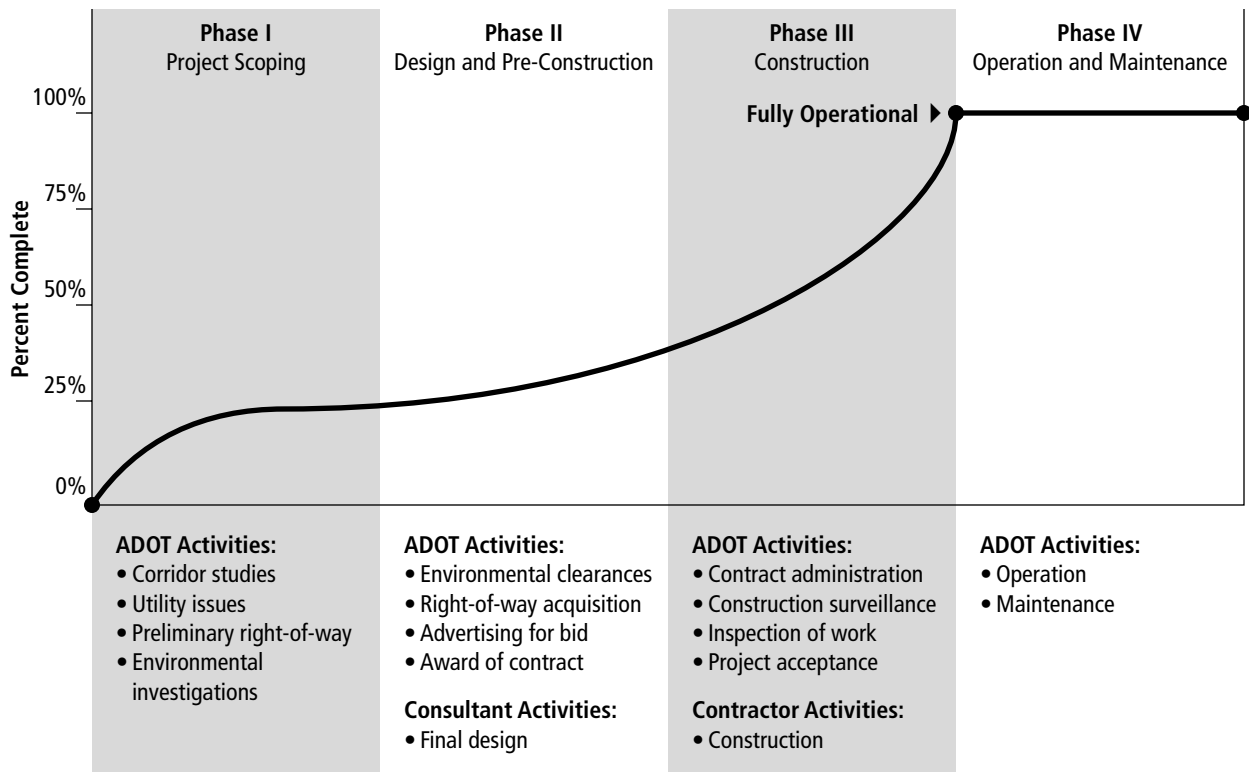 Phase I
Project Scoping
Phase II
Design and Pre-Construction
Phase III
Construction
Phase IV
Operation and Maintenance
Percent Complete
100%
75%
50%
25%
0%
Fully Operational
ADOT Activities:
• Corridor studies
• Utility issues
• Preliminary right-of-way
• Environmental
investigations
ADOT Activities:
• Environmental clearances
• Right-of-way acquisition
• Advertising for bid
• Award of contract
Consultant Activities:
• Final design
ADOT Activities:
• Contract administration
• Construction surveillance
• Inspection of work
• Project acceptance
Contractor Activities:
• Construction
ADOT Activities:
• Operation
• Maintenance